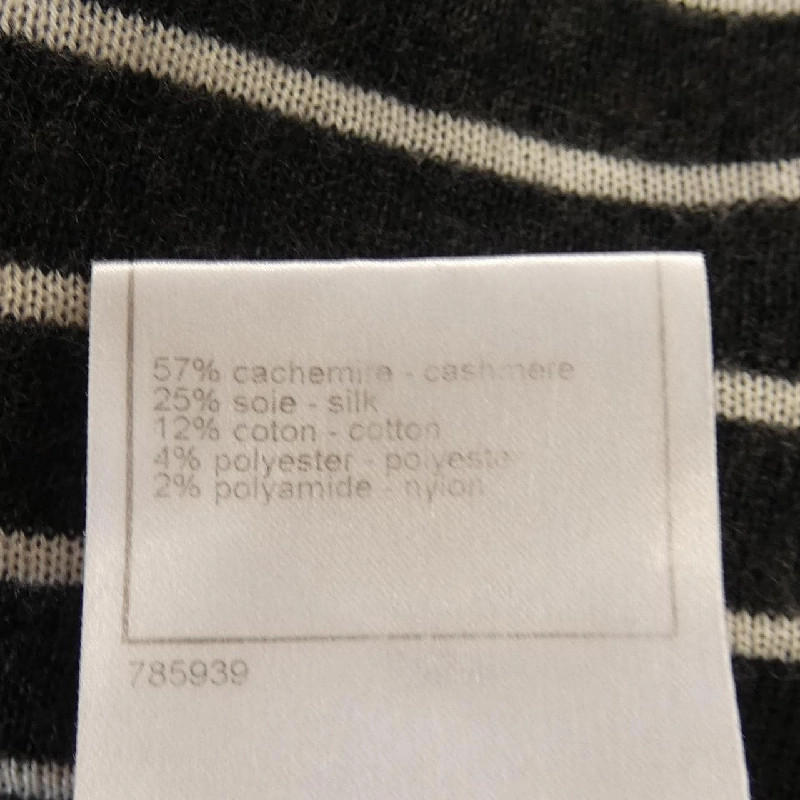 57% cachemire - cashmere
25% soie - silk
12% coton - cotton
4% polyester - polyester
2% polyamide - nylon
785939